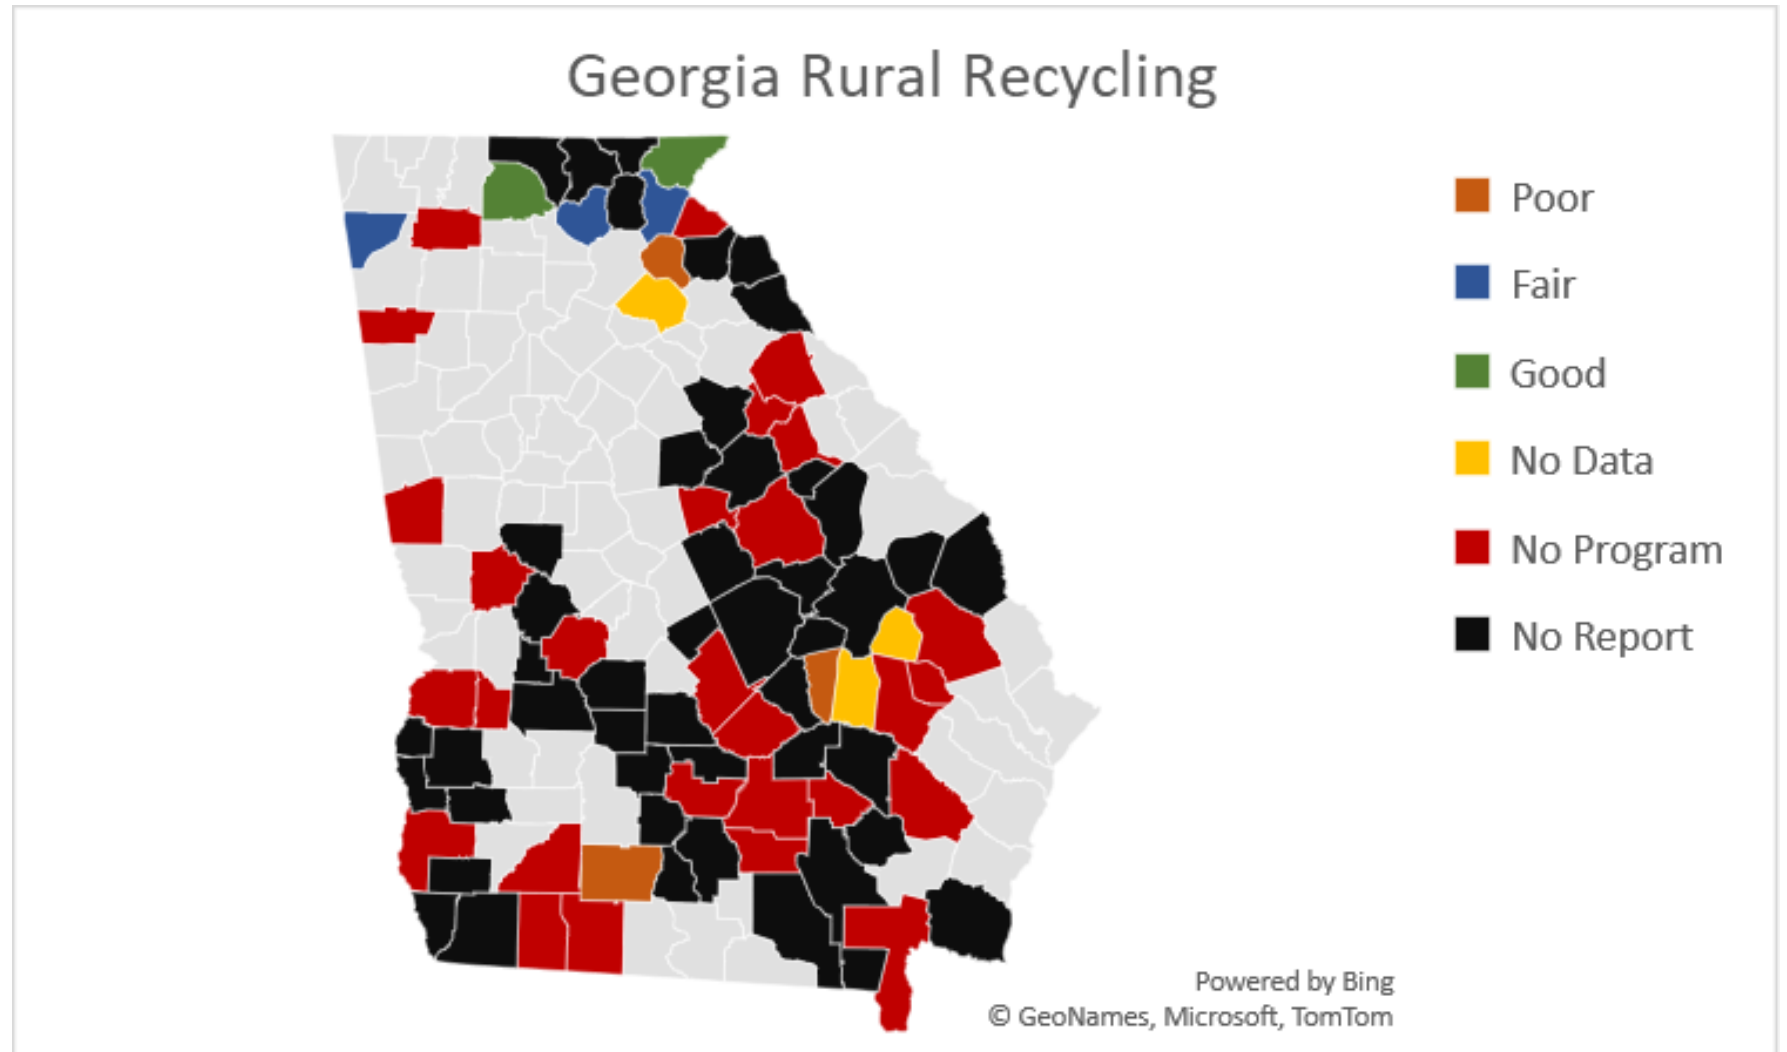 Georgia Rural Recycling
Poor
Fair
Good
No Data
No Program
No Report
Powered by Bing
© GeoNames, Microsoft, TomTom